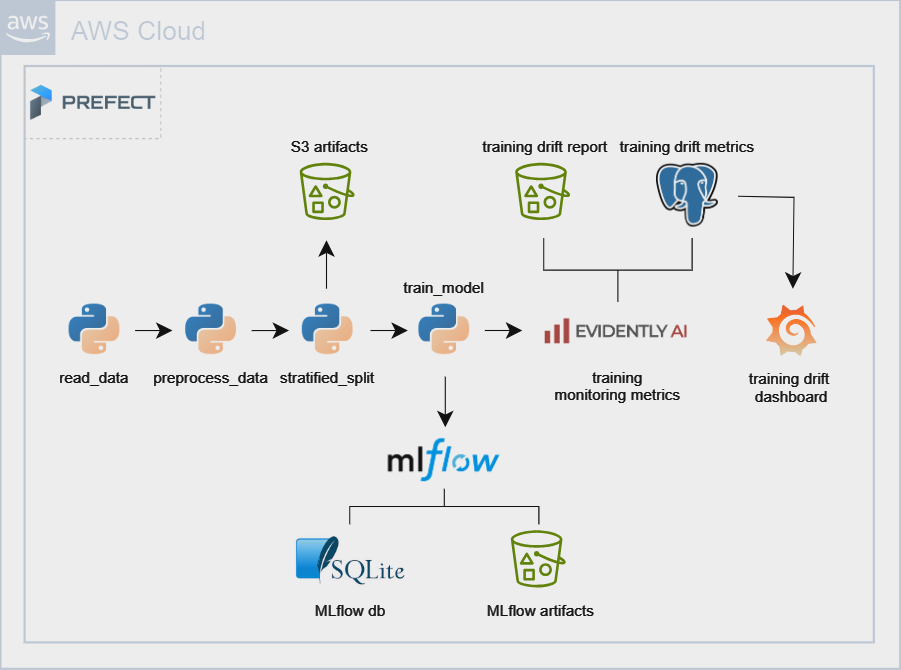 aws
AWS Cloud
PREFECT
S3 artifacts
training drift report
training drift metrics
train_model
EVIDENTLY AI
read_data
preprocess_data
stratified_split
training
monitoring metrics
training drift
dashboard
mlflow
SQLite
MLflow db
MLflow artifacts